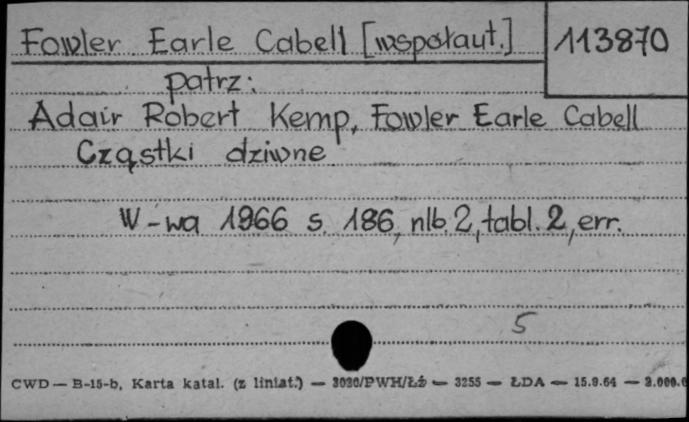 Fowler Earle Cabell [współaut.] 113870
patrz:
Adair Robert Kemp, Fowler Earle Cabell
Cząstki dziwne
W-wa 1966 s. 186, nlb. 2, tabl. 2, err.
5
CWD — B-15-b, Karta katal. (z liniat.) — 3020/PWH/Łż — 3255 — ŁDA — 15.9.64 — 2.000.0